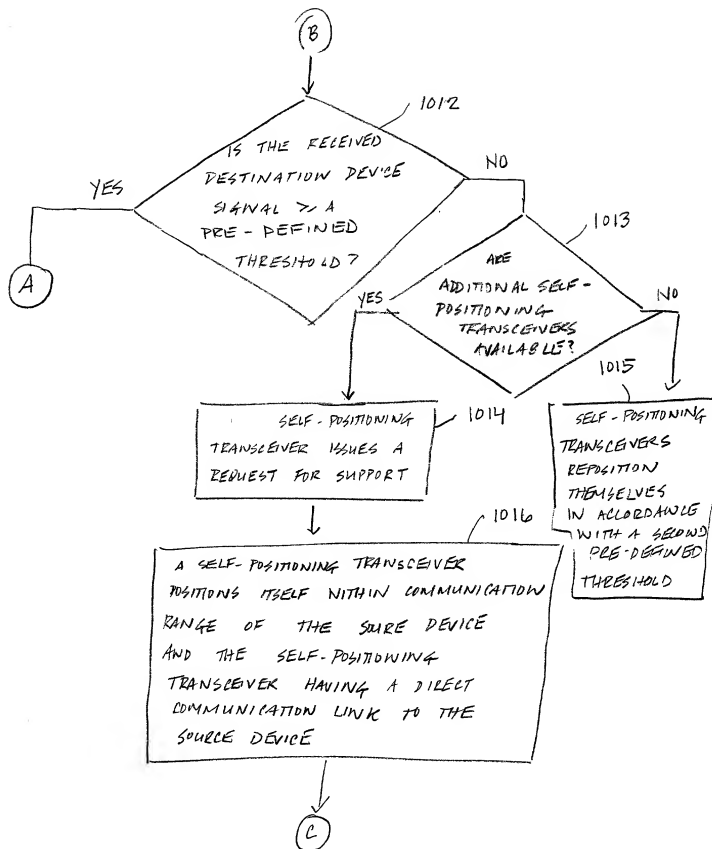 B
1012
IS THE RECEIVED
DESTINATION DEVICE
SIGNAL ≥ A
PRE-DEFINED
THRESHOLD?
YES
NO
A
1013
ARE
ADDITIONAL SELF-
POSITIONING
TRANSCEIVERS
AVAILABLE?
YES
NO
1014
SELF-POSITIONING
TRANSCEIVER ISSUES A
REQUEST FOR SUPPORT
1015
SELF-POSITIONING
TRANSCEIVERS
REPOSITION
THEMSELVES
IN ACCORDANCE
WITH A SECOND
PRE-DEFINED
THRESHOLD
1016
A SELF-POSITIONING TRANSCEIVER
POSITIONS ITSELF WITHIN COMMUNICATION
RANGE OF THE SOURE DEVICE
AND THE SELF-POSITIONING
TRANSCEIVER HAVING A DIRECT
COMMUNICATION LINK TO THE
SOURCE DEVICE
C